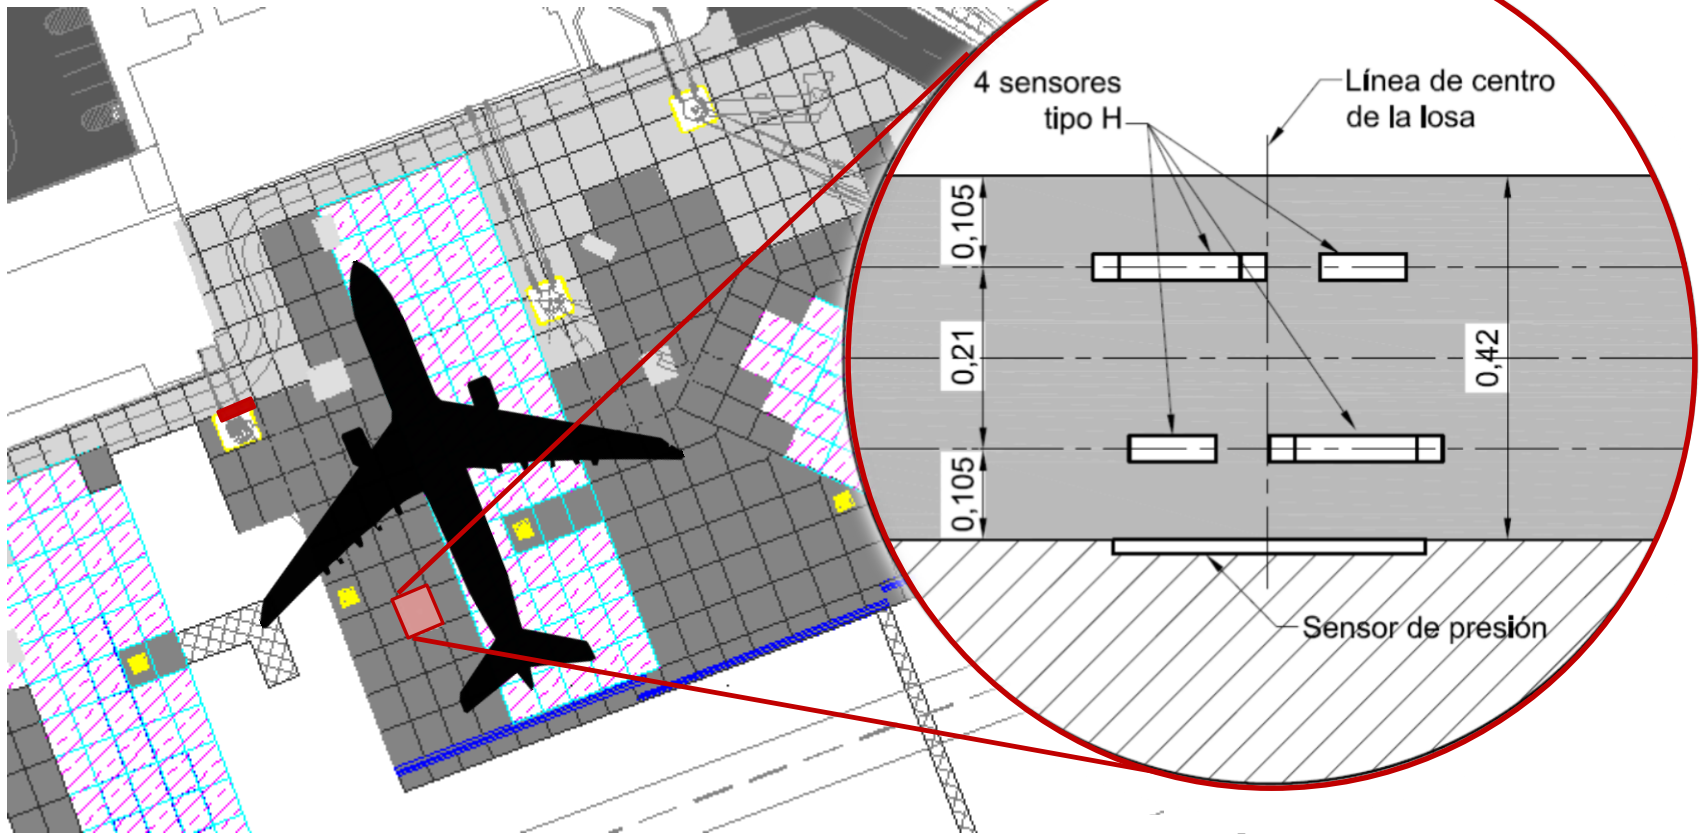 4 sensores
tipo H
Línea de centro
de la losa
0,105
0,21
0,42
0,105
Sensor de presión